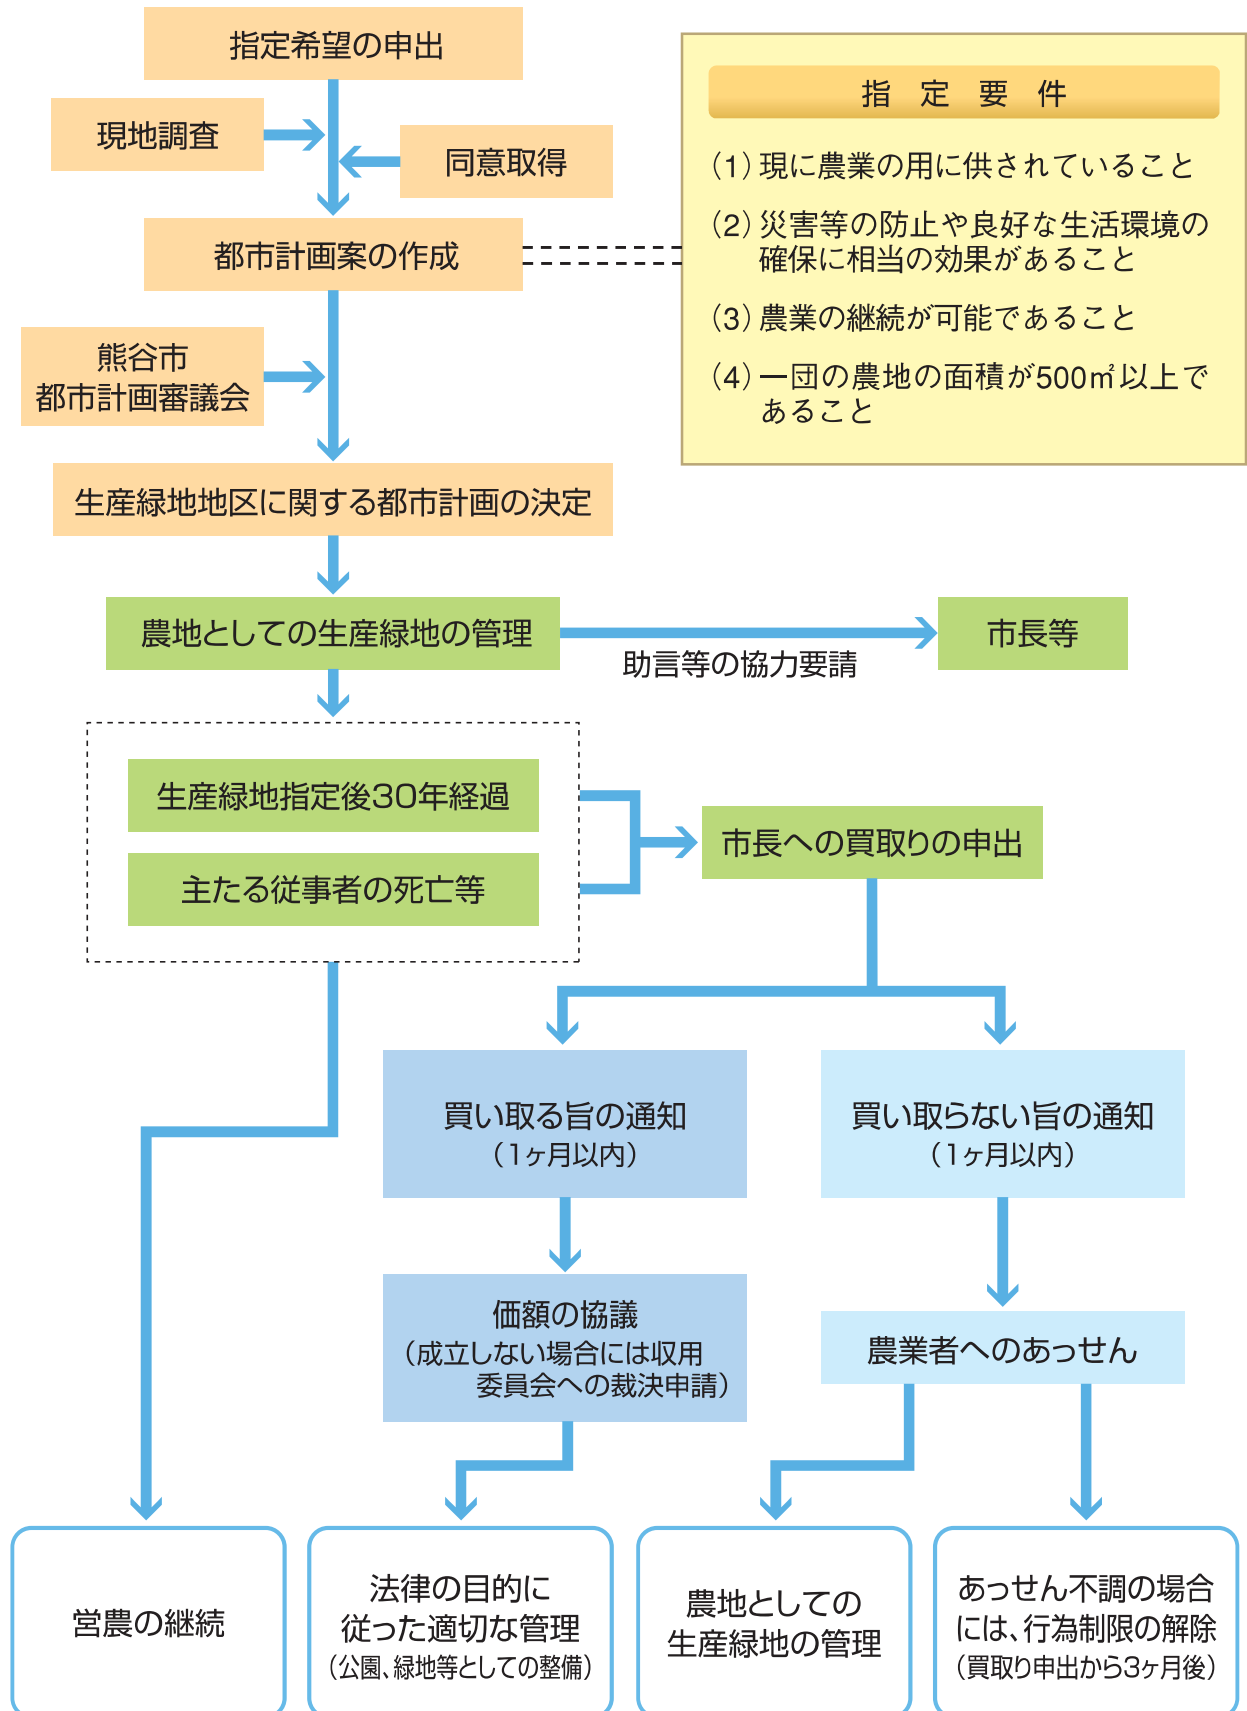 指定希望の申出
現地調査
同意取得
都市計画案の作成
指 定 要 件
(1)現に農業の用に供されていること
(2)災害等の防止や良好な生活環境の
確保に相当の効果があること
(3)農業の継続が可能であること
(4)一団の農地の面積が500㎡以上で
あること
熊谷市
都市計画審議会
生産緑地地区に関する都市計画の決定
農地としての生産緑地の管理
助言等の協力要請
市長等
生産緑地指定後30年経過
主たる従事者の死亡等
市長への買取りの申出
買い取る旨の通知
(1ヶ月以内)
買い取らない旨の通知
(1ヶ月以内)
価額の協議
(成立しない場合には収用
委員会への裁決申請)
農業者へのあっせん
営農の継続
法律の目的に
従った適切な管理
(公園、緑地等としての整備)
農地としての
生産緑地の管理
あっせん不調の場合
には、行為制限の解除
(買取り申出から3ヶ月後)